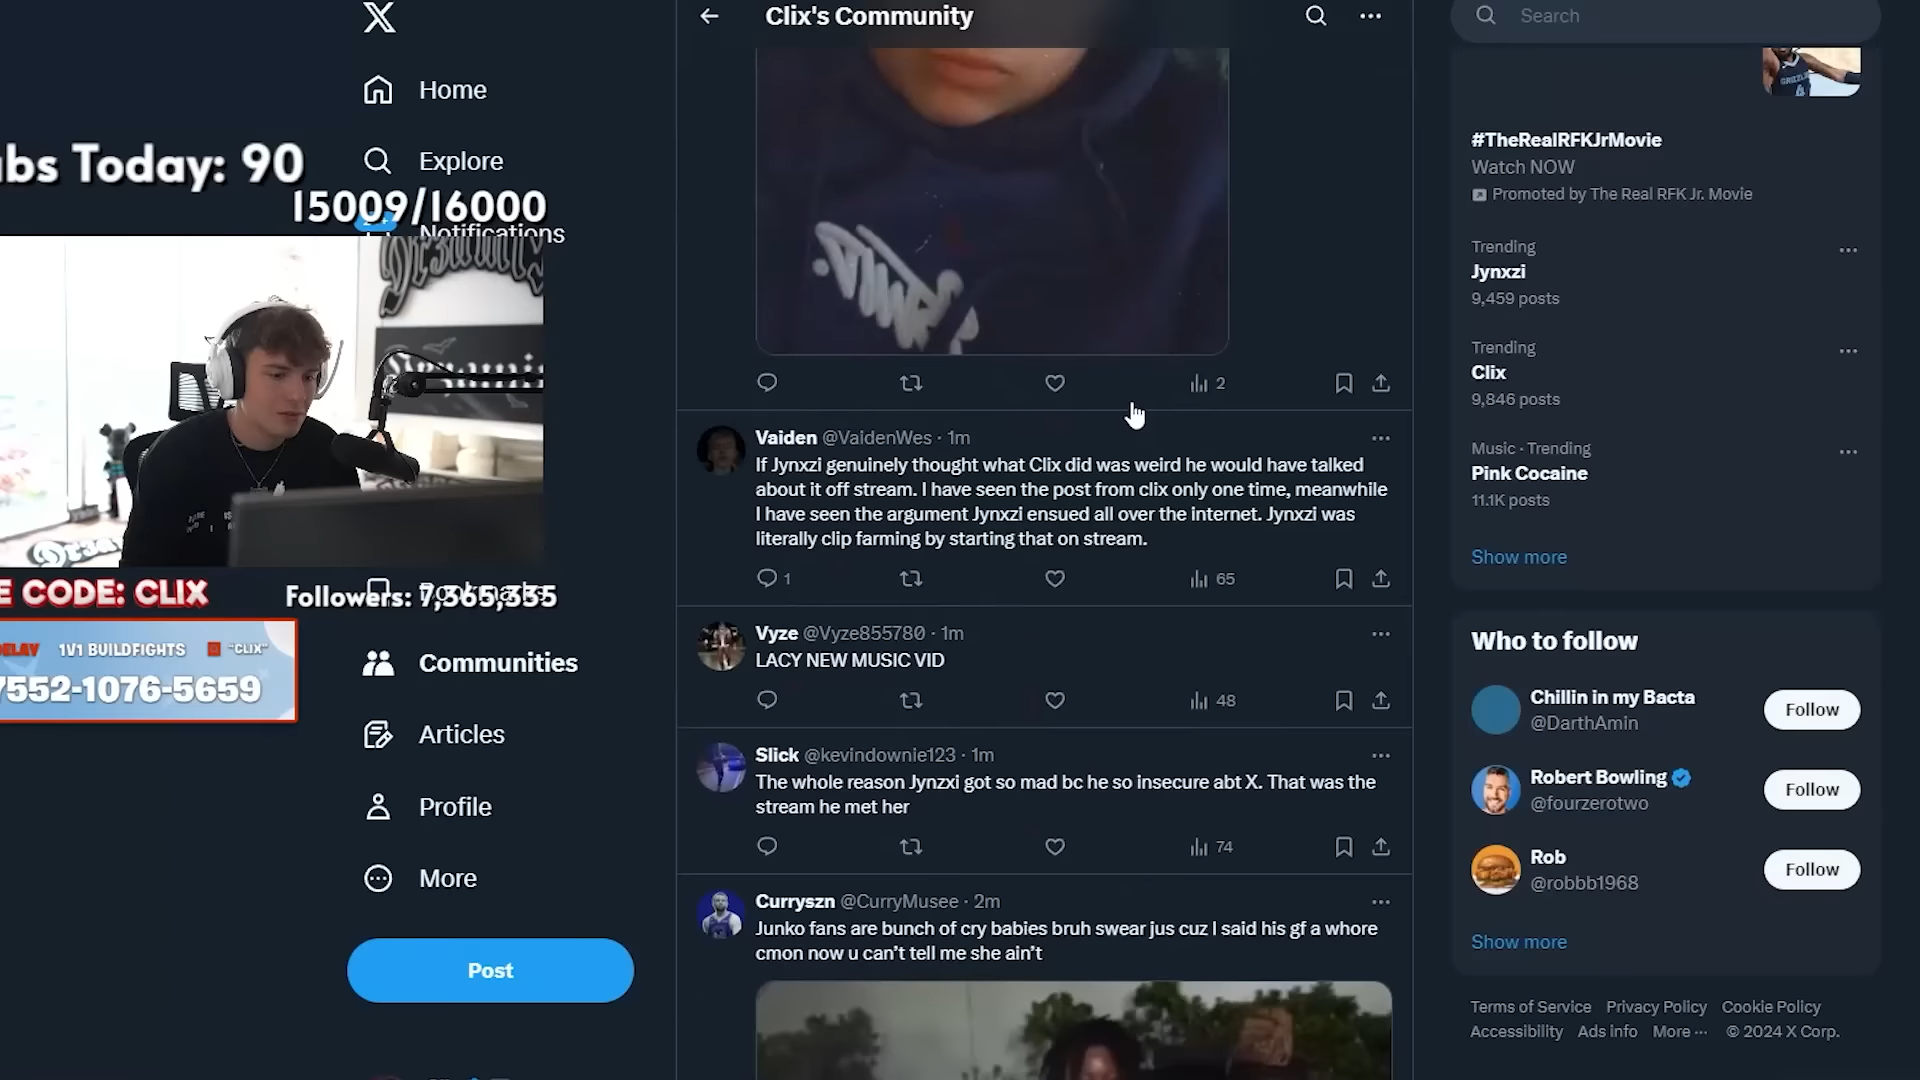 Clix's Community
Search
Home
Explore
Notifications
Communities
Articles
Profile
More
Post
Today: 90
15009/16000
CODE: CLIX
Followers: 7,365,335
1V1 BUILDFIGHTS
"CLIX"
7552-1076-5659
2
Vaiden @VaidenWes · 1m
If Jynxzi genuinely thought what Clix did was weird he would have talked
about it off stream. I have seen the post from clix only one time, meanwhile
I have seen the argument Jynxzi ensued all over the internet. Jynxzi was
literally clip farming by starting that on stream.
1
65
Vyze @Vyze855780 · 1m
LACY NEW MUSIC VID
48
Slick @kevindownie123 · 1m
The whole reason Jynzxi got so mad bc he so insecure abt X. That was the
stream he met her
74
Curryszn @CurryMusee · 2m
Junko fans are bunch of cry babies bruh swear jus cuz I said his gf a whore
cmon now u can't tell me she ain't
#TheRealRFKJrMovie
Watch NOW
Promoted by The Real RFK Jr. Movie
Trending
Jynxzi
9,459 posts
Trending
Clix
9,846 posts
Music · Trending
Pink Cocaine
11.1K posts
Show more
Who to follow
Chillin in my Bacta
@DarthAmin
Follow
Robert Bowling
@fourzerotwo
Follow
Rob
@robbb1968
Follow
Show more
Terms of Service Privacy Policy Cookie Policy
Accessibility Ads info More ··· © 2024 X Corp.